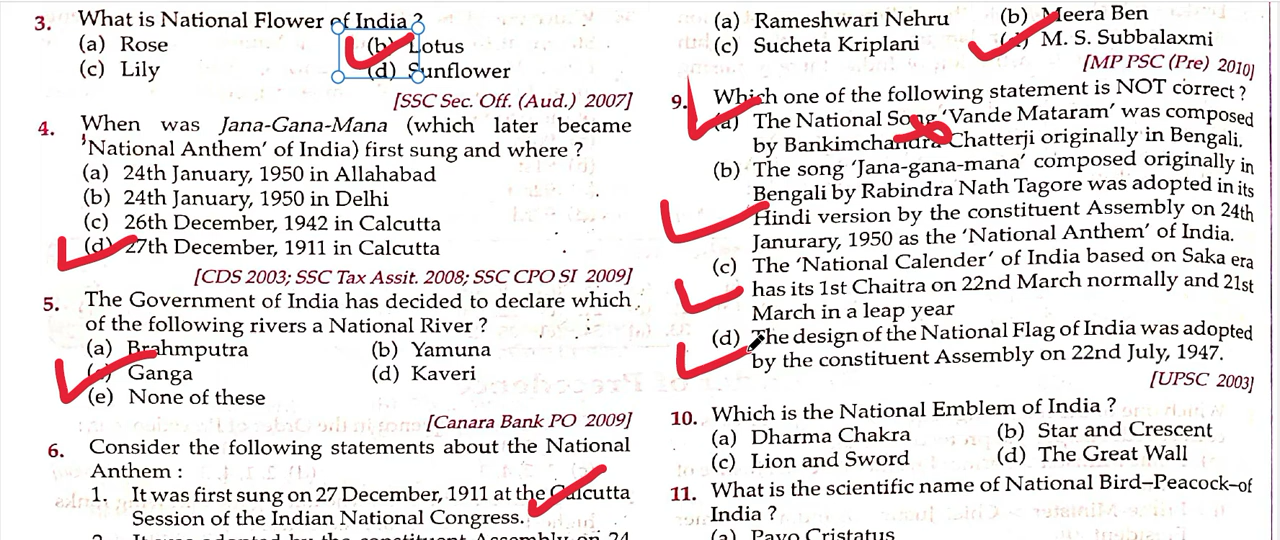 3. What is National Flower of India ?
(a) Rose (b) Lotus
(c) Lily (d) Sunflower
[SSC Sec. Off. (Aud.) 2007]
4. When was Jana-Gana-Mana (which later became
'National Anthem' of India) first sung and where ?
(a) 24th January, 1950 in Allahabad
(b) 24th January, 1950 in Delhi
(c) 26th December, 1942 in Calcutta
(d) 27th December, 1911 in Calcutta
[CDS 2003; SSC Tax Assit. 2008; SSC CPO SI 2009]
5. The Government of India has decided to declare which
of the following rivers a National River ?
(a) Brahmputra (b) Yamuna
(c) Ganga (d) Kaveri
(e) None of these
[Canara Bank PO 2009]
6. Consider the following statements about the National
Anthem :
1. It was first sung on 27 December, 1911 at the Calcutta
Session of the Indian National Congress.
(a) Rameshwari Nehru (b) Meera Ben
(c) Sucheta Kriplani (d) M. S. Subbalaxmi
[MP PSC (Pre) 2010]
9. Which one of the following statement is NOT correct ?
(a) The National Song 'Vande Mataram' was composed
by Bankimchandra Chatterji originally in Bengali.
(b) The song 'Jana-gana-mana' composed originally in
Bengali by Rabindra Nath Tagore was adopted in its
Hindi version by the constituent Assembly on 24th
Janurary, 1950 as the 'National Anthem' of India.
(c) The 'National Calender' of India based on Saka era
has its 1st Chaitra on 22nd March normally and 21st
March in a leap year
(d) The design of the National Flag of India was adopted
by the constituent Assembly on 22nd July, 1947.
[UPSC 2003]
10. Which is the National Emblem of India ?
(a) Dharma Chakra (b) Star and Crescent
(c) Lion and Sword (d) The Great Wall
11. What is the scientific name of National Bird–Peacock–of
India ?
(a) Pavo Cristatus